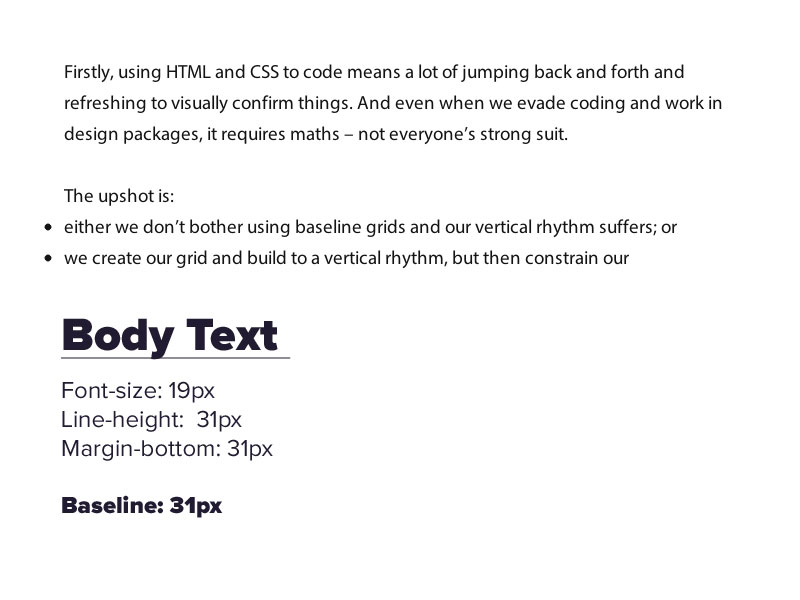 Firstly, using HTML and CSS to code means a lot of jumping back and forth and
refreshing to visually confirm things. And even when we evade coding and work in
design packages, it requires maths – not everyone’s strong suit.
The upshot is:
• either we don’t bother using baseline grids and our vertical rhythm suffers; or
• we create our grid and build to a vertical rhythm, but then constrain our
Body Text
Font-size: 19px
Line-height:  31px
Margin-bottom: 31px
Baseline: 31px